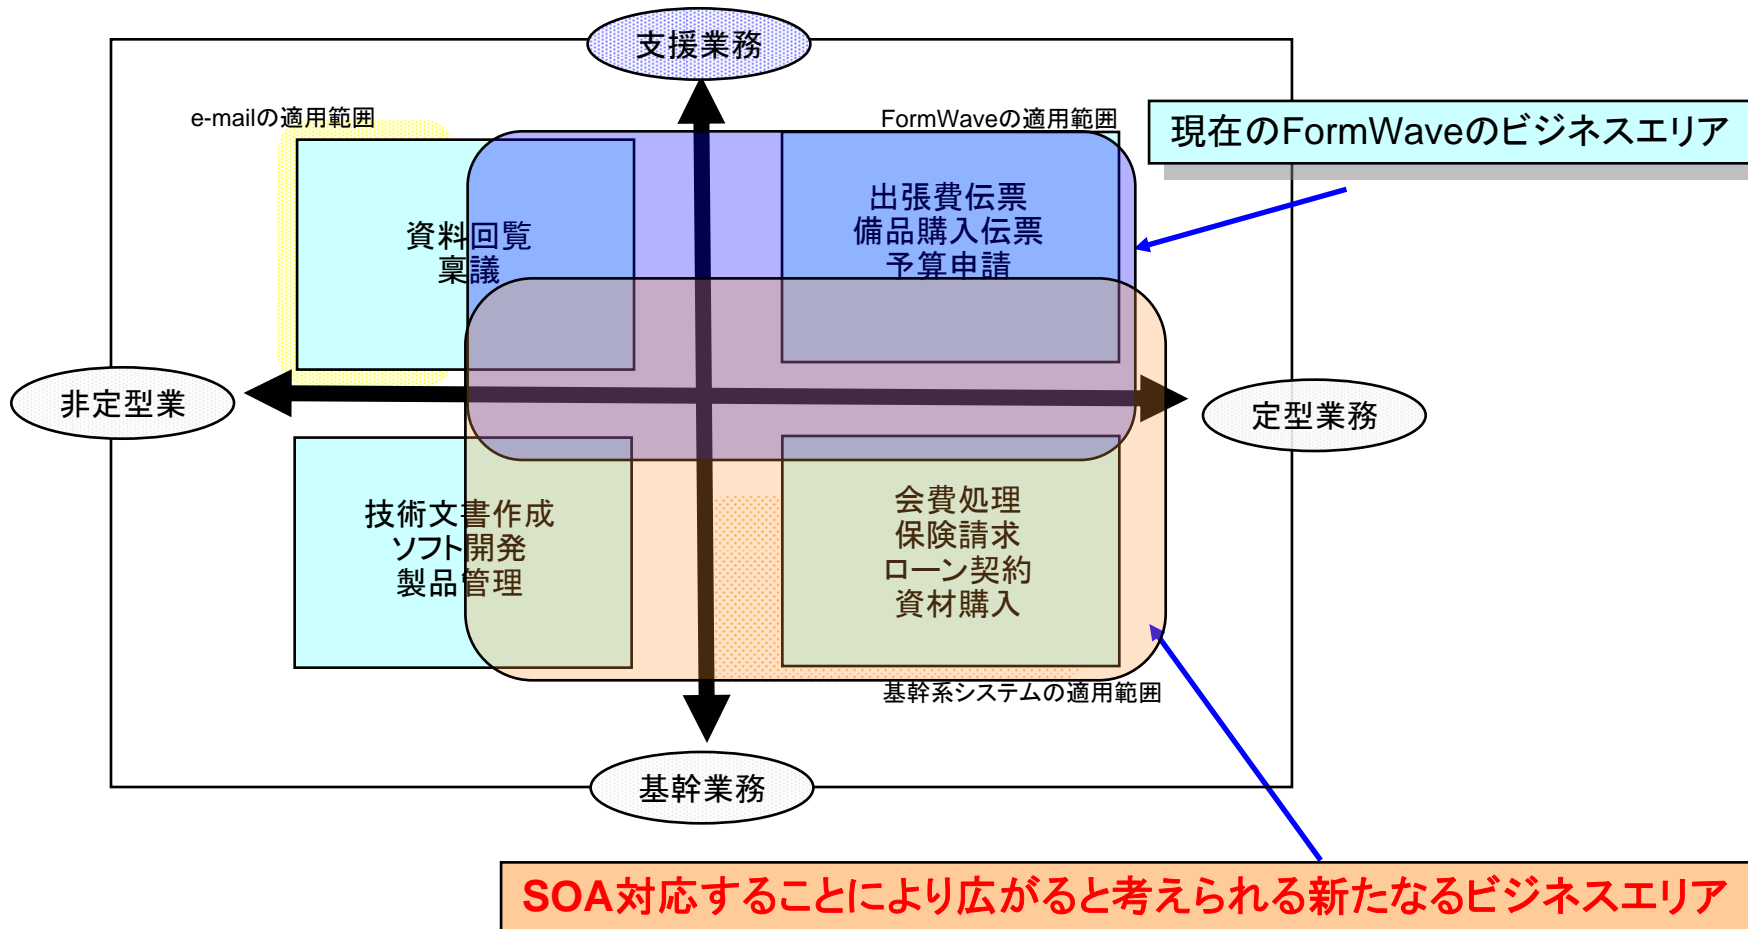 支援業務
e-mailの適用範囲
FormWaveの適用範囲
現在のFormWaveのビジネスエリア
資料回覧
稟議
出張費伝票
備品購入伝票
予算申請
非定型業
定型業務
技術文書作成
ソフト開発
製品管理
会費処理
保険請求
ローン契約
資材購入
基幹系システムの適用範囲
基幹業務
SOA対応することにより広がると考えられる新たなるビジネスエリア